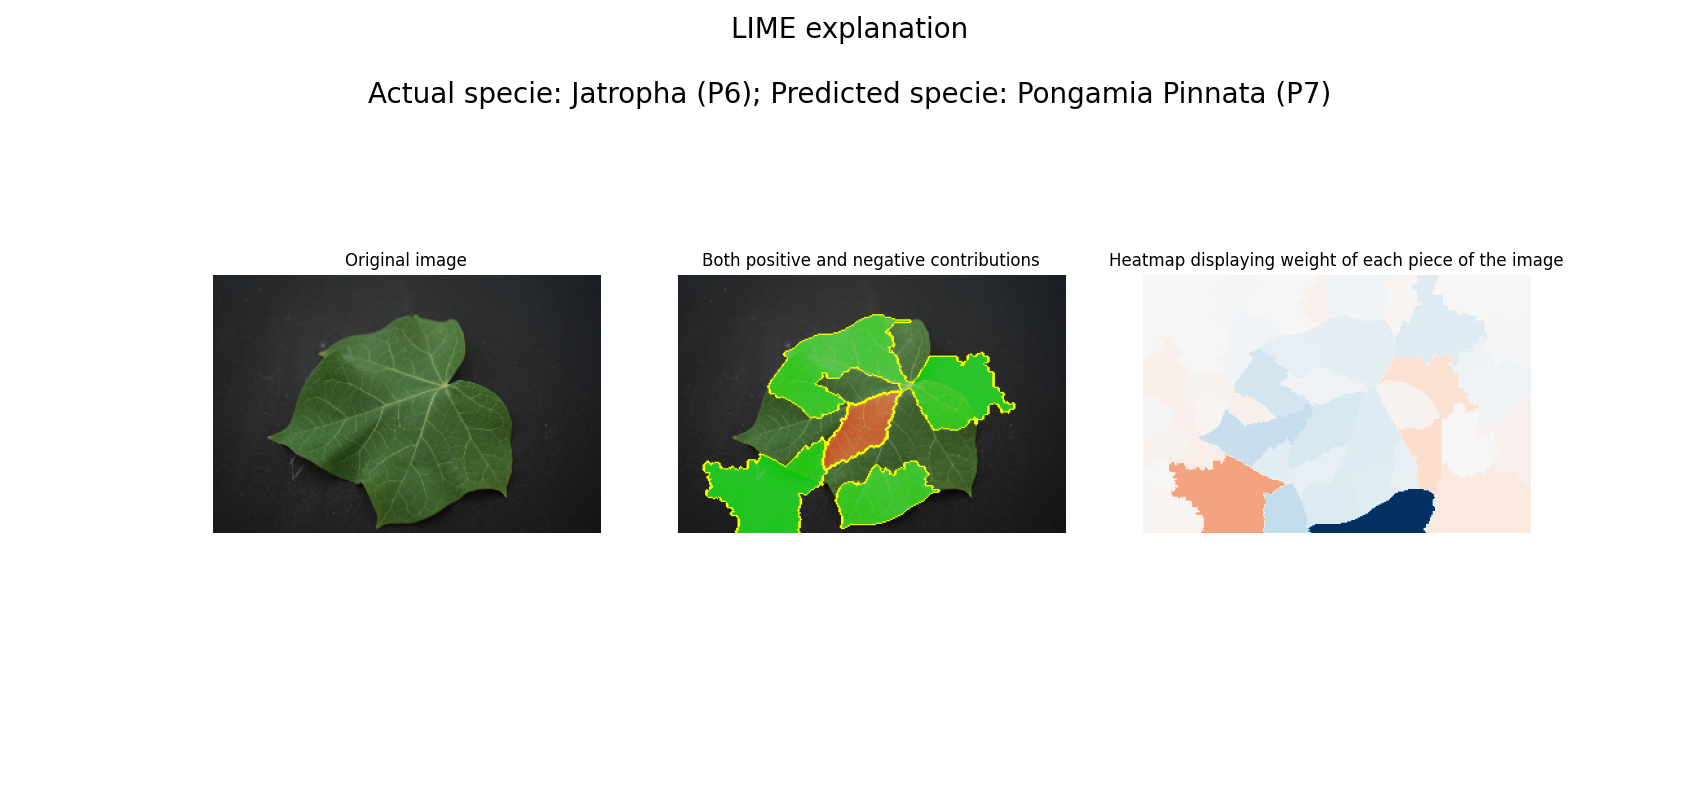 LIME explanation
Actual specie: Jatropha (P6); Predicted specie: Pongamia Pinnata (P7)
Original image
Both positive and negative contributions
Heatmap displaying weight of each piece of the image